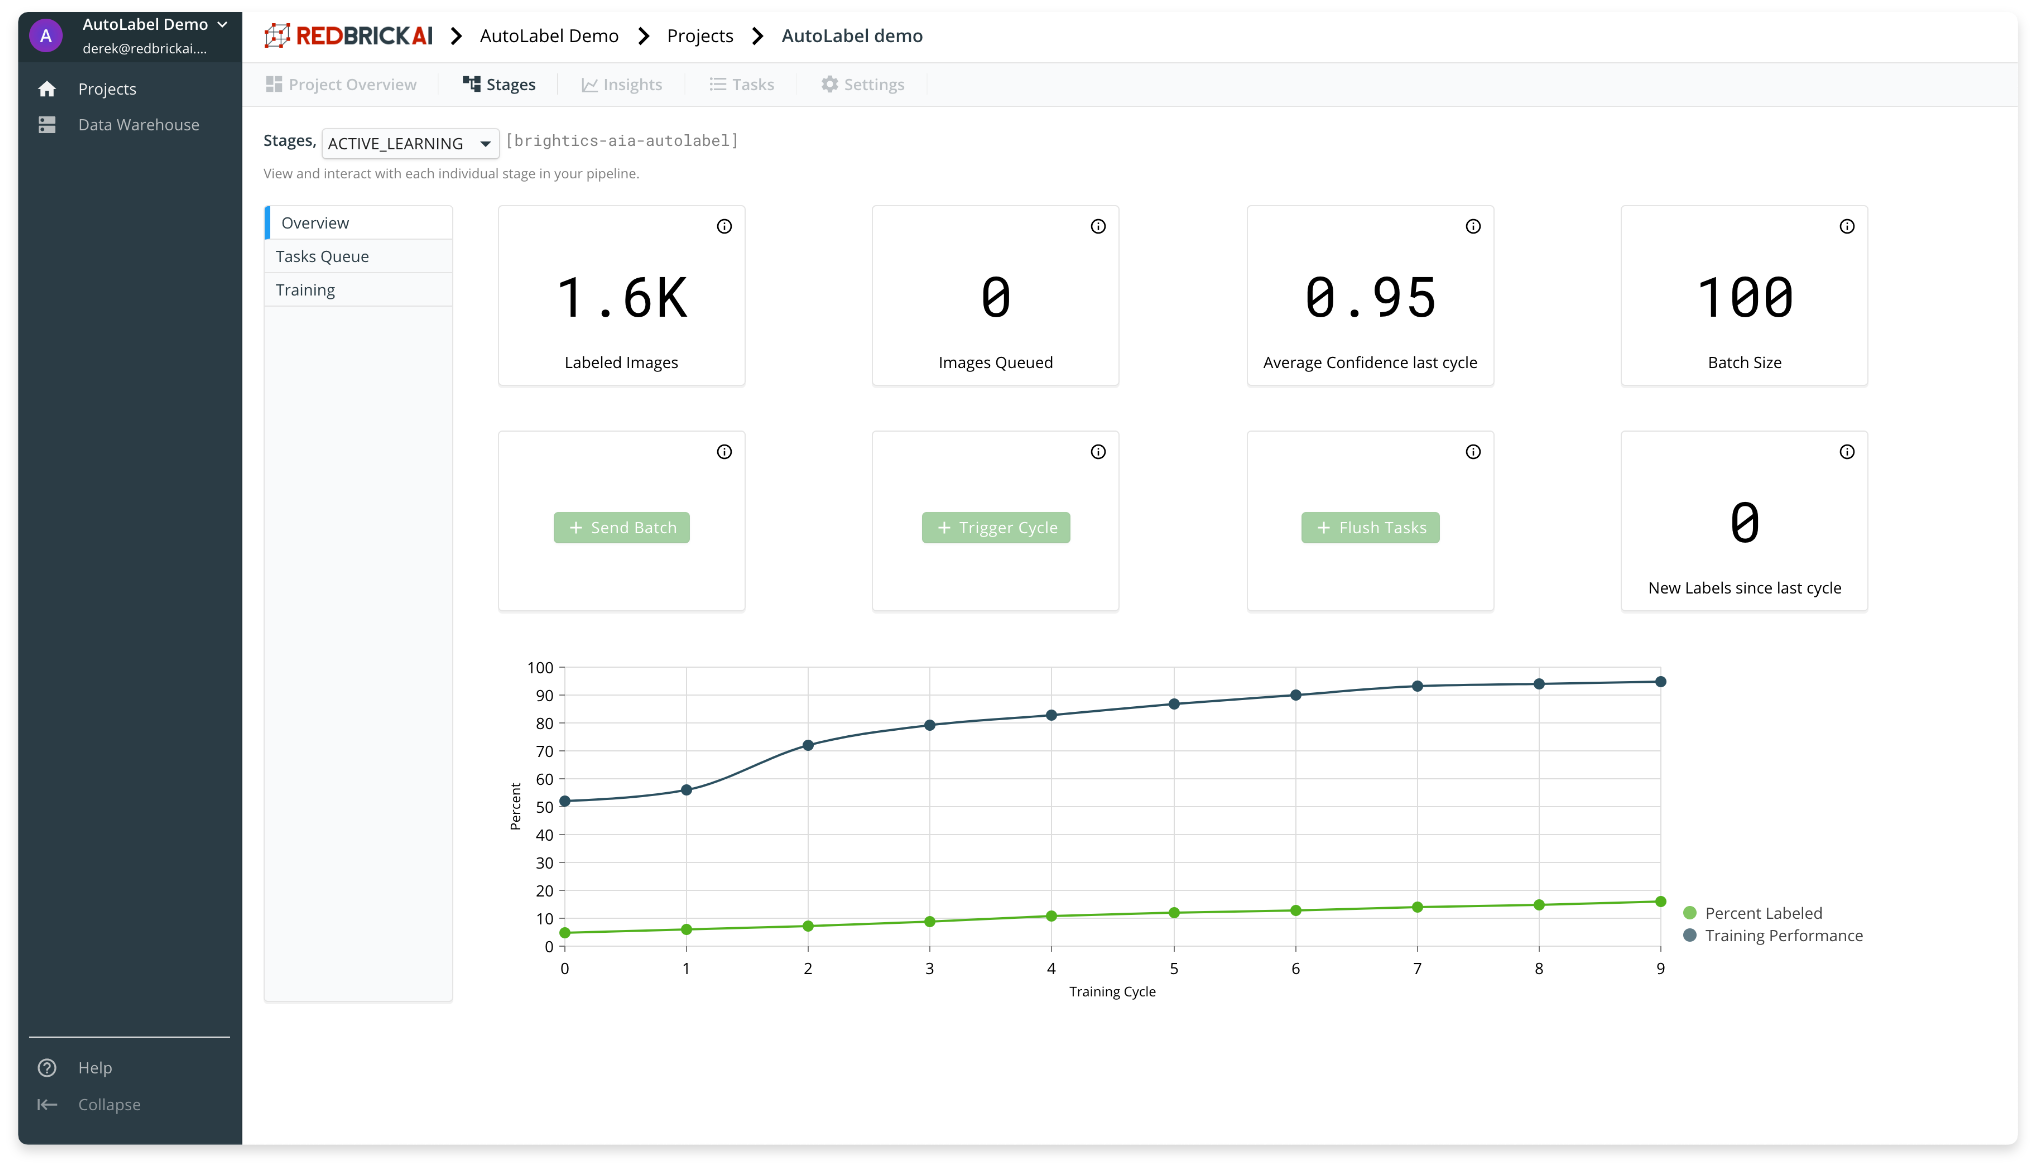 A
AutoLabel Demo
derek@redbrickai....
REDBRICKAI
AutoLabel Demo
Projects
AutoLabel demo
Projects
Data Warehouse
Project Overview
Stages
Insights
Tasks
Settings
Stages, ACTIVE_LEARNING [brightics-aia-autolabel]
View and interact with each individual stage in your pipeline.
Overview
Tasks Queue
Training
1.6K
Labeled Images
0
Images Queued
0.95
Average Confidence last cycle
100
Batch Size
+ Send Batch
+ Trigger Cycle
+ Flush Tasks
0
New Labels since last cycle
100
90
80
70
60
50
40
30
20
10
0
Percent
0 1 2 3 4 5 6 7 8 9
Training Cycle
Percent Labeled
Training Performance
Help
Collapse